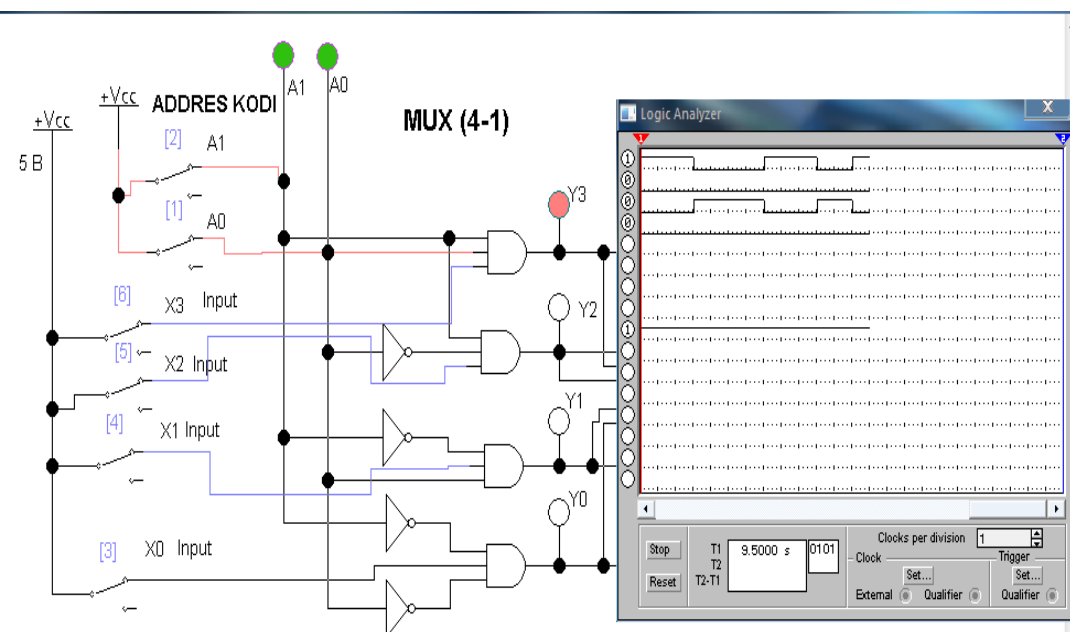 A1 A0
+Vcc ADDRES KODI
MUX (4-1)
+Vcc
5 В
[2] A1
[1] A0
[6] X3 Input
[5] X2 Input
[4] X1 Input
[3] X0 Input
Y3
Y2
Y1
Y0
Logic Analyzer X
1 2
1
0
0
0
1
Stop
Reset
T1 9.5000 s 0101
T2
T2-T1
Clocks per division 1
Clock
Set...
External Qualifier
Trigger
Set...
Qualifier